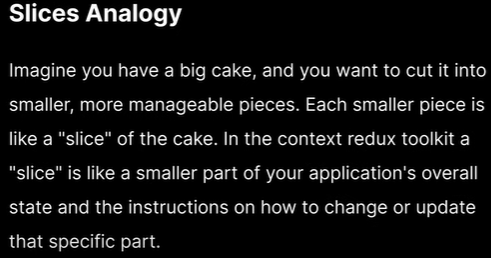 Slices Analogy
Imagine you have a big cake, and you want to cut it into
smaller, more manageable pieces. Each smaller piece is
like a "slice" of the cake. In the context redux toolkit a
"slice" is like a smaller part of your application's overall
state and the instructions on how to change or update
that specific part.